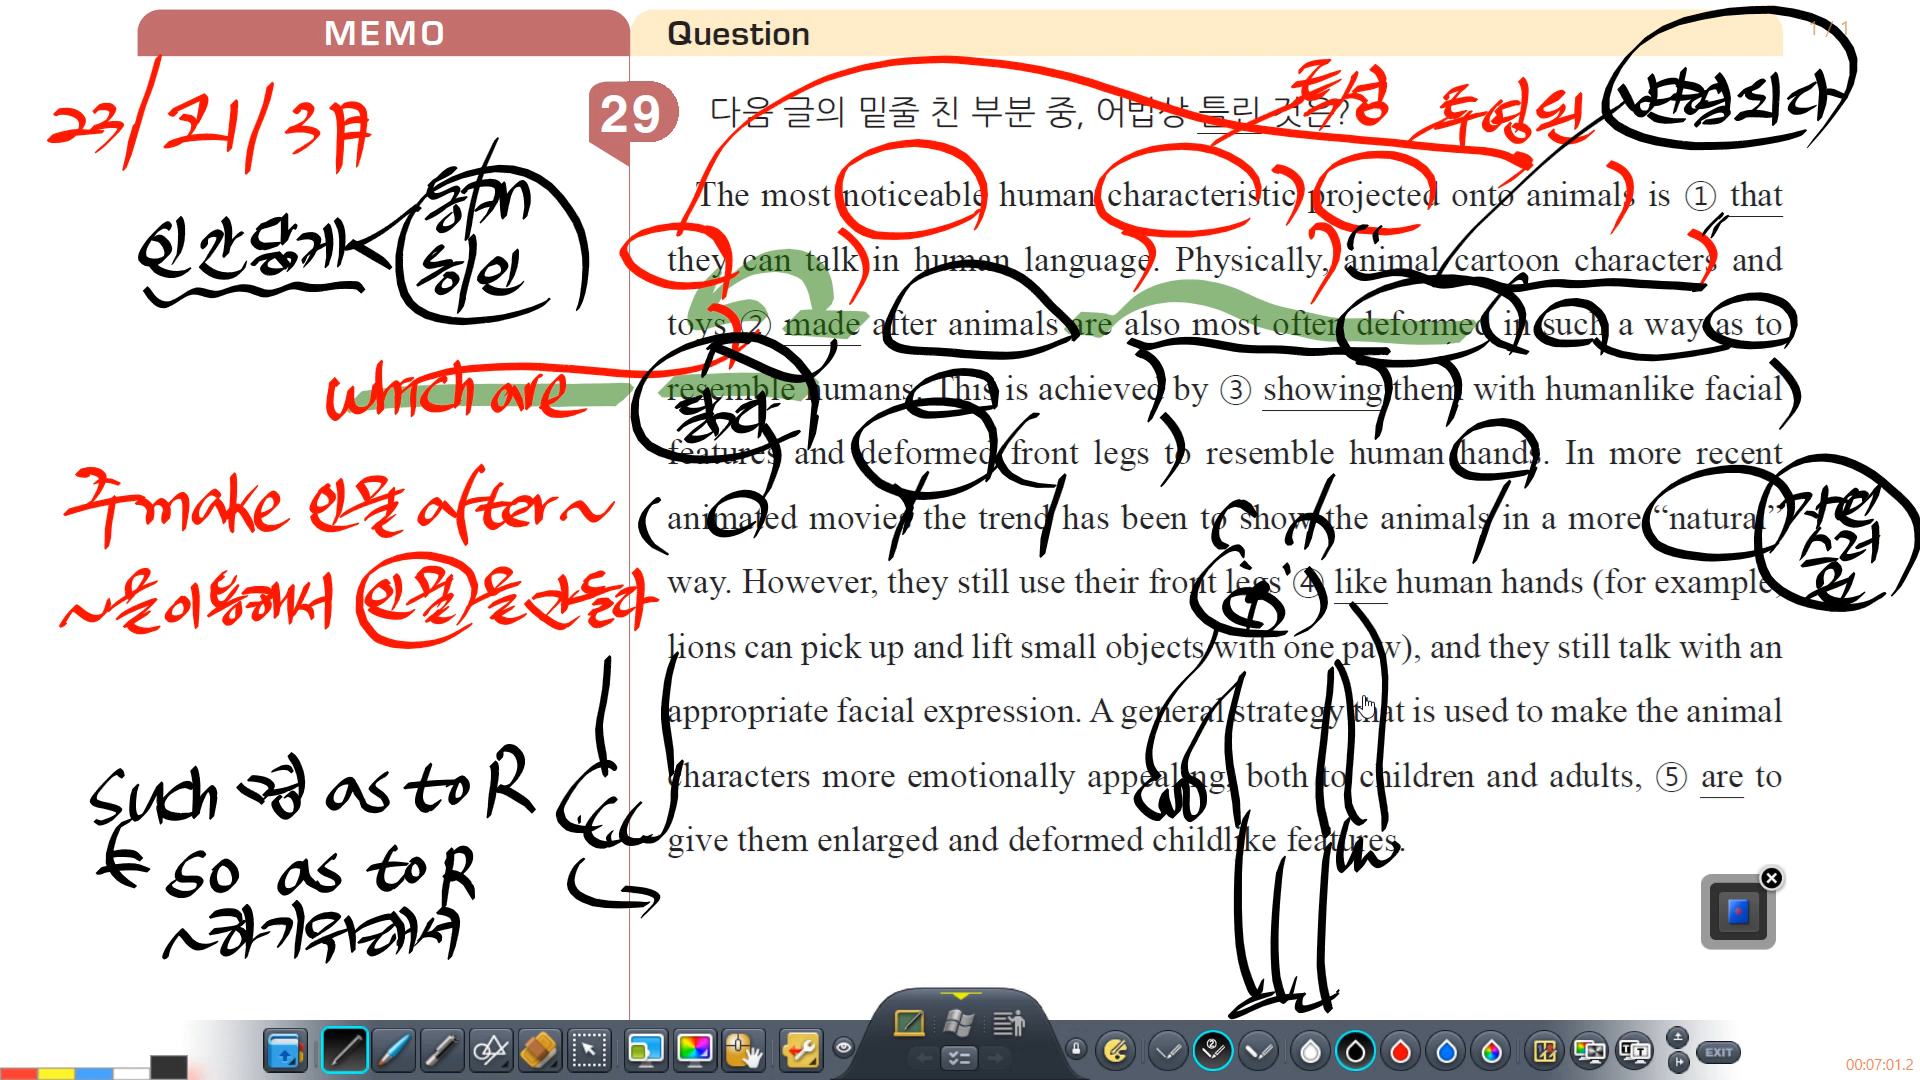 MEMO
Question
1 / 1
29 다음 글의 밑줄 친 부분 중, 어법상 틀린 것은?
특성
투영된
반영되다
23/고1/3月
The most noticeable human characteristic projected onto animals is ① that
they can talk in human language. Physically, animal cartoon characters and
toys ② made after animals are also most often deformed in such a way as to
resemble humans. This is achieved by ③ showing them with humanlike facial
features and deformed front legs to resemble human hands. In more recent
animated movies the trend has been to show the animals in a more “natural”
way. However, they still use their front legs ④ like human hands (for example,
lions can pick up and lift small objects with one paw), and they still talk with an
appropriate facial expression. A general strategy that is used to make the animal
characters more emotionally appealing, both to children and adults, ⑤ are to
give them enlarged and deformed childlike features.
인간답게
which are
닮다
자연
스러
운
주 make 인물 after ~
~을 이용해서 인물을 만들다
such 명 as to R
so as to R
~하기위해서
EXIT
00:07:01.2